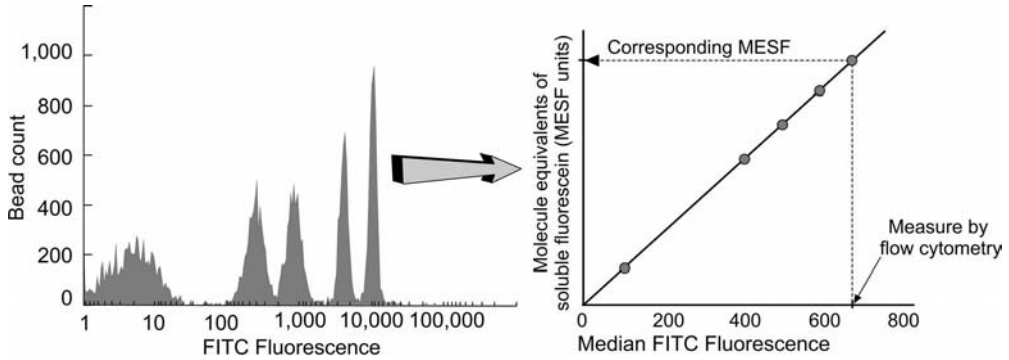 1,000
800
600
400
200
0
Bead count
1 10 100 1,000 10,000 100,000
FITC Fluorescence
Molecule equivalents of
soluble fluorescein (MESF units)
Corresponding MESF
Measure by
flow cytometry
0 200 400 600 800
Median FITC Fluorescence